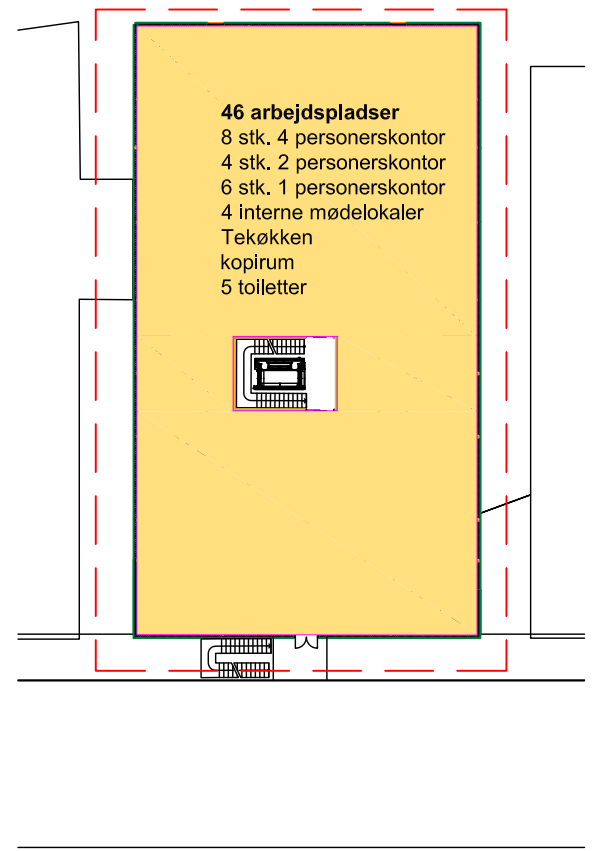 46 arbejdspladser
8 stk. 4 personerskontor
4 stk. 2 personerskontor
6 stk. 1 personerskontor
4 interne mødelokaler
Tekøkken
kopirum
5 toiletter